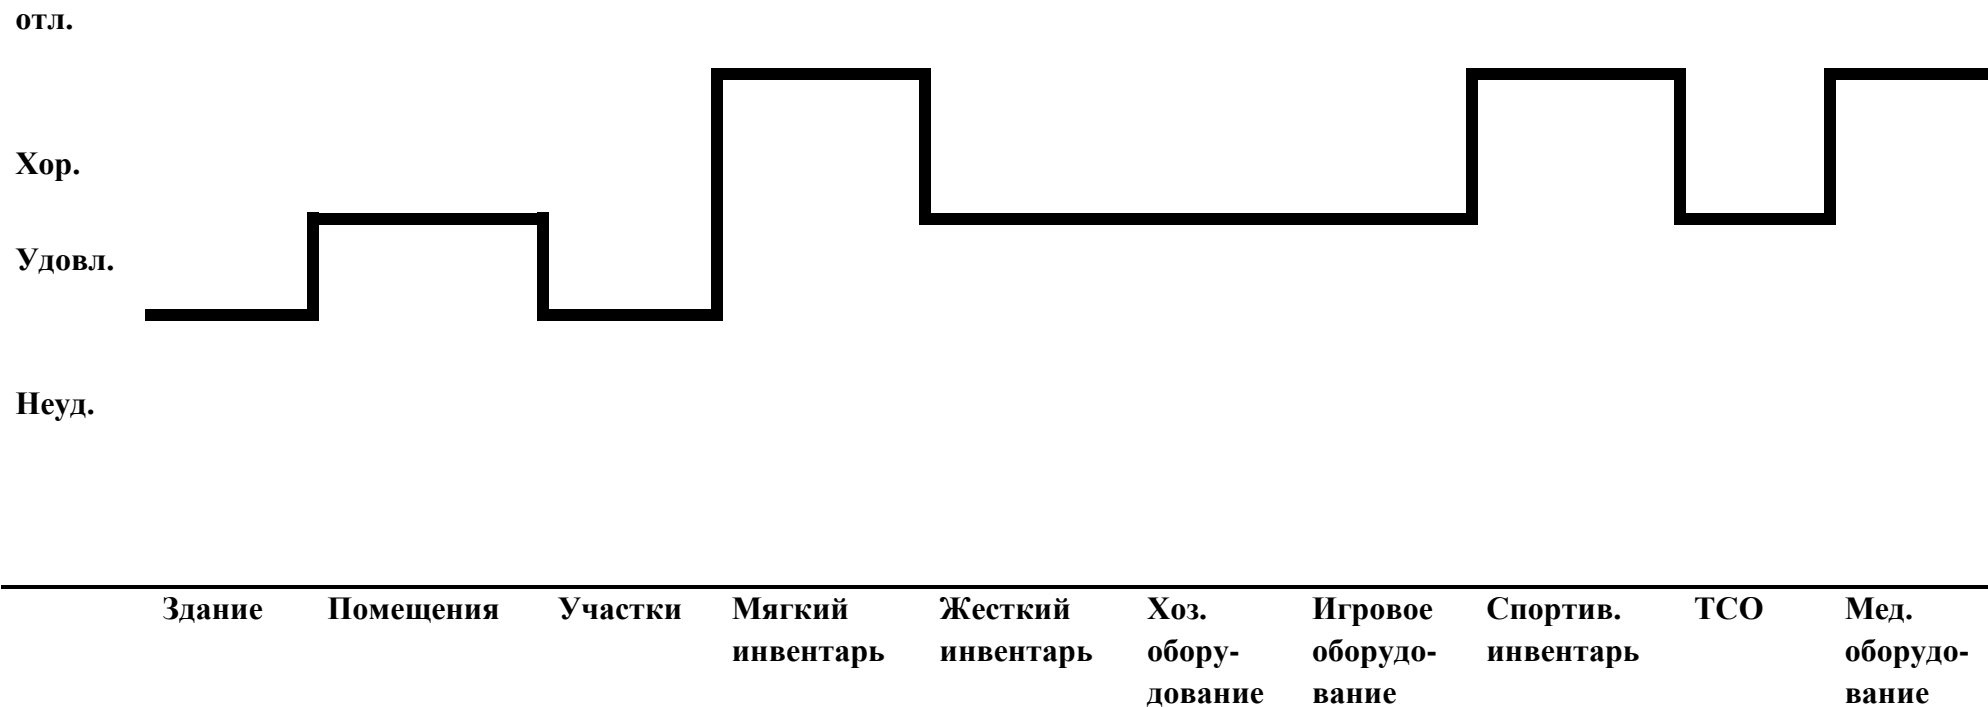 отл.
Хор.
Удовл.
Неуд.
Здание
Помещения
Участки
Мягкий
инвентарь
Жесткий
инвентарь
Хоз.
обору-
дование
Игровое
оборудо-
вание
Спортив.
инвентарь
ТСО
Мед.
оборудо-
вание